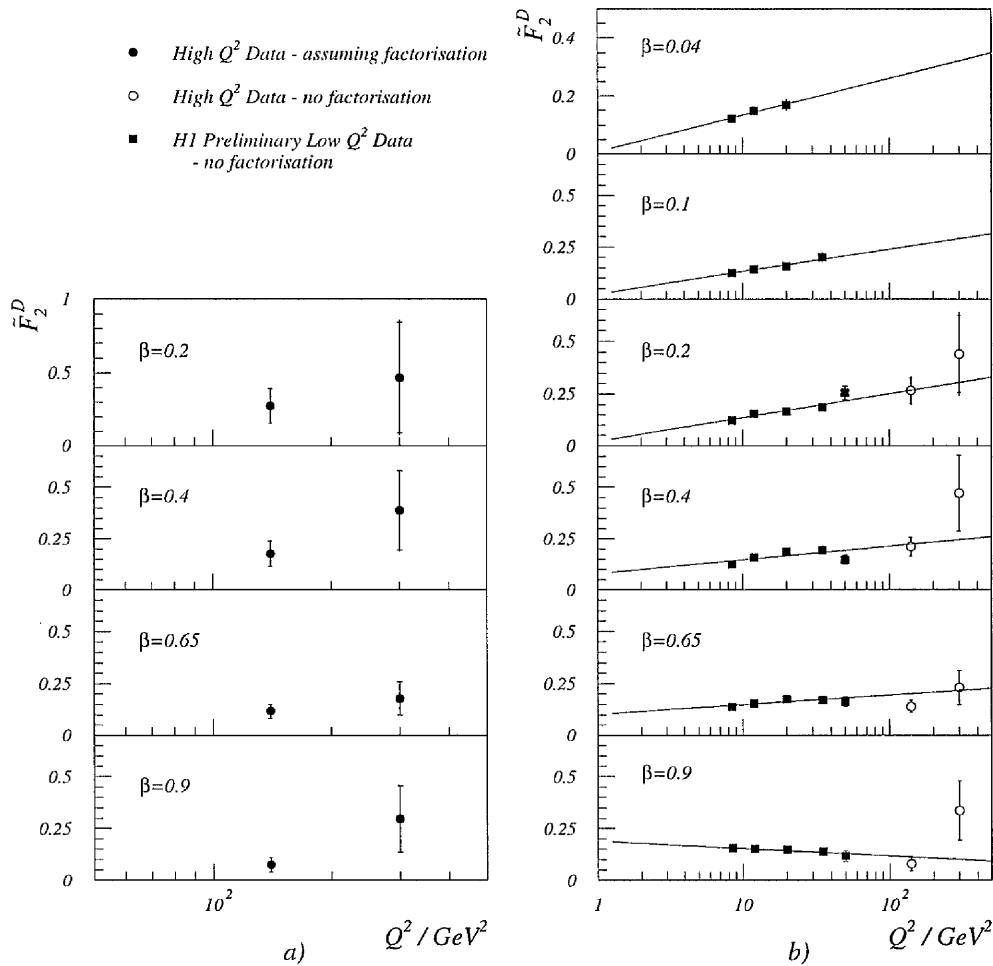 High Q² Data - assuming factorisation
High Q² Data - no factorisation
H1 Preliminary Low Q² Data
- no factorisation
F̃₂ᴰ
1
β=0.2
0.5
0
β=0.4
0.5
0.25
0
β=0.65
0.5
0.25
0
β=0.9
0.5
0.25
0
10²
Q² / GeV²
a)
F̃₂ᴰ
0.4
β=0.04
0.2
0
β=0.1
0.5
0.25
0
β=0.2
0.5
0.25
0
β=0.4
0.5
0.25
0
β=0.65
0.5
0.25
0
β=0.9
0.5
0.25
0
1 10 10²
Q² / GeV²
b)